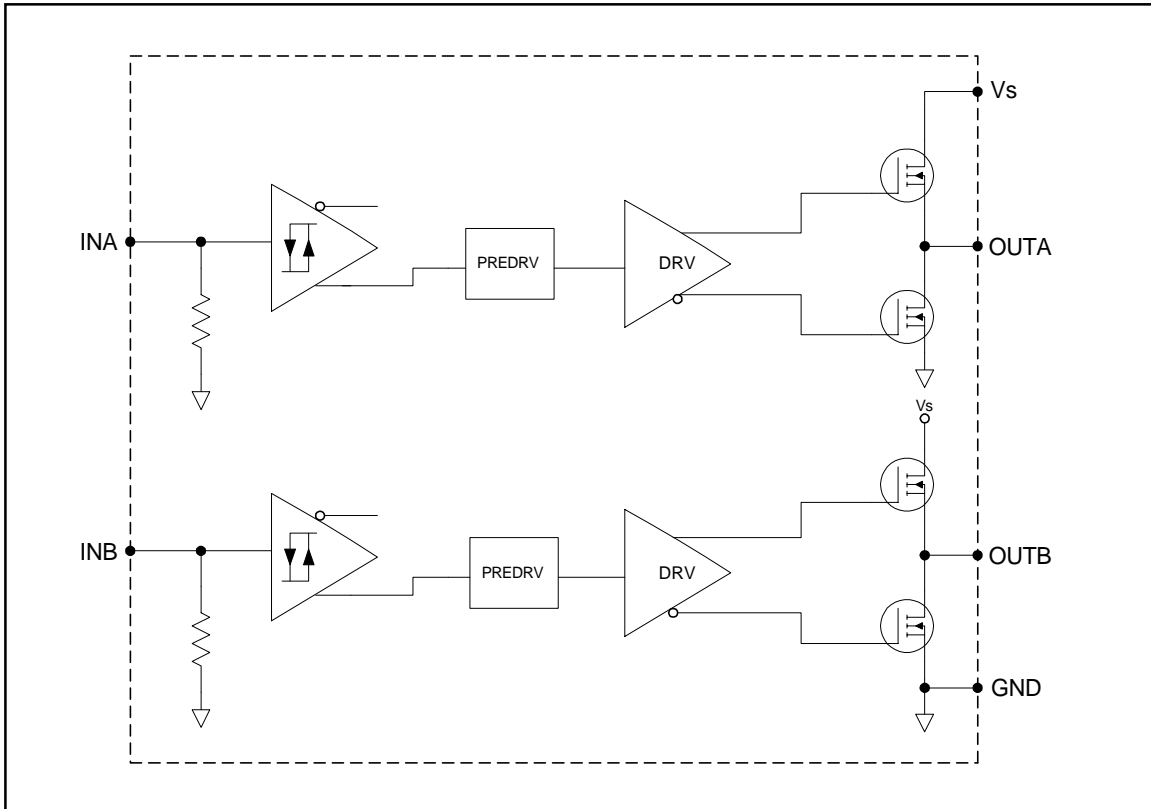 Vs
INA
PREDRV
DRV
OUTA
Vs
INB
PREDRV
DRV
OUTB
GND